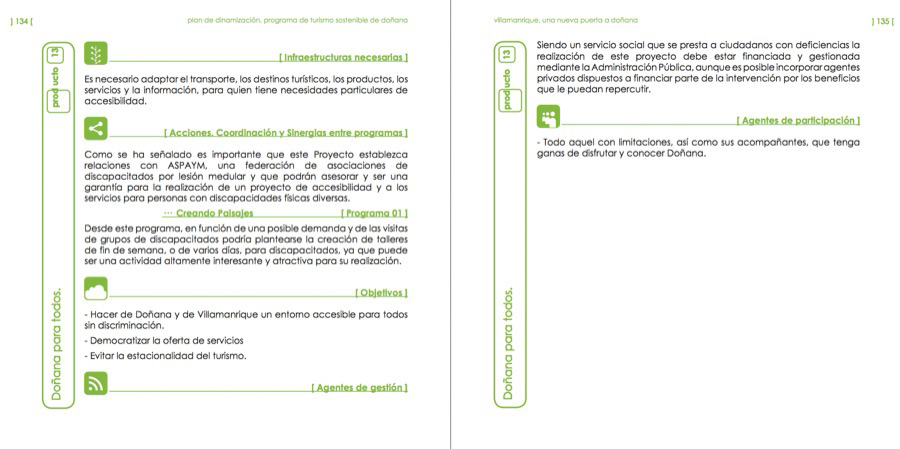 ] 134 [
plan de dinamización, programa de turismo sostenible de doñana
producto 13
Doñana para todos.
[ Infraestructuras necesarias ]
Es necesario adaptar el transporte, los destinos turísticos, los productos, los
servicios y la información, para quien tiene necesidades particulares de
accesibilidad.
[ Acciones. Coordinación y Sinergias entre programas ]
Como se ha señalado es importante que este Proyecto establezca
relaciones con ASPAYM, una federación de asociaciones de
discapacitados por lesión medular y que podrán asesorar y ser una
garantía para la realización de un proyecto de accesibilidad y a los
servicios para personas con discapacidades físicas diversas.
··· Creando Paisajes [ Programa 01 ]
Desde este programa, en función de una posible demanda y de las visitas
de grupos de discapacitados podría plantearse la creación de talleres
de fin de semana, o de varios días, para discapacitados, ya que puede
ser una actividad altamente interesante y atractiva para su realización.
[ Objetivos ]
- Hacer de Doñana y de Villamanrique un entorno accesible para todos
sin discriminación.
- Democratizar la oferta de servicios
- Evitar la estacionalidad del turismo.
[ Agentes de gestión ]
villamanrique, una nueva puerta a doñana
] 135 [
producto 13
Doñana para todos.
Siendo un servicio social que se presta a ciudadanos con deficiencias la
realización de este proyecto debe estar financiada y gestionada
mediante la Administración Pública, aunque es posible incorporar agentes
privados dispuestos a financiar parte de la intervención por los beneficios
que le puedan repercutir.
[ Agentes de participación ]
- Todo aquel con limitaciones, así como sus acompañantes, que tenga
ganas de disfrutar y conocer Doñana.